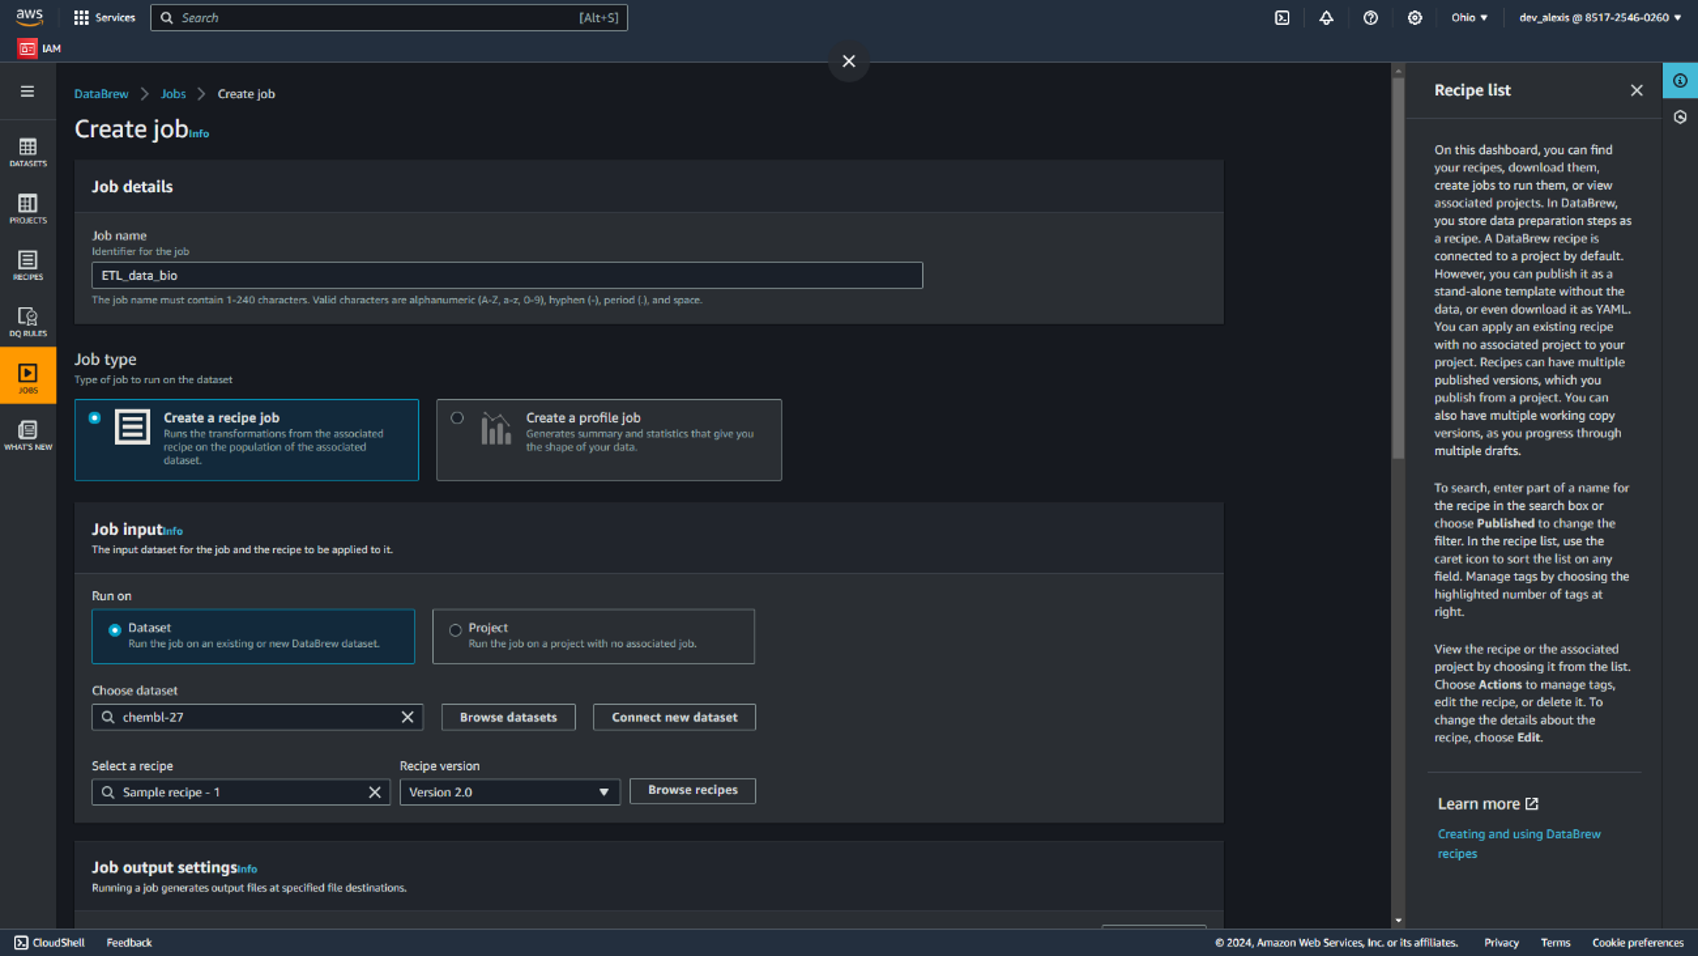 aws
Services
Search
[Alt+S]
Ohio
dev_alexis @ 8517-2546-0260
IAM
DataBrew
Jobs
Create job
Create job Info
DATASETS
PROJECTS
RECIPES
DQ RULES
JOBS
WHAT'S NEW
Job details
Job name
Identifier for the job
ETL_data_bio
The job name must contain 1-240 characters. Valid characters are alphanumeric (A-Z, a-z, 0-9), hyphen (-), period (.), and space.
Job type
Type of job to run on the dataset
Create a recipe job
Runs the transformations from the associated
recipe on the population of the associated
dataset.
Create a profile job
Generates summary and statistics that give you
the shape of your data.
Job input Info
The input dataset for the job and the recipe to be applied to it.
Run on
Dataset
Run the job on an existing or new DataBrew dataset.
Project
Run the job on a project with no associated job.
Choose dataset
chembl-27
Browse datasets
Connect new dataset
Select a recipe
Recipe version
Sample recipe - 1
Version 2.0
Browse recipes
Job output settings Info
Running a job generates output files at specified file destinations.
Recipe list
On this dashboard, you can find
your recipes, download them,
create jobs to run them, or view
associated projects. In DataBrew,
you store data preparation steps as
a recipe. A DataBrew recipe is
connected to a project by default.
However, you can publish it as a
stand-alone template without the
data, or even download it as YAML.
You can apply an existing recipe
with no associated project to your
project. Recipes can have multiple
published versions, which you
publish from a project. You can
also have multiple working copy
versions, as you progress through
multiple drafts.
To search, enter part of a name for
the recipe in the search box or
choose Published to change the
filter. In the recipe list, use the
caret icon to sort the list on any
field. Manage tags by choosing the
highlighted number of tags at
right.
View the recipe or the associated
project by choosing it from the list.
Choose Actions to manage tags,
edit the recipe, or delete it. To
change the details about the
recipe, choose Edit.
Learn more
Creating and using DataBrew
recipes
CloudShell
Feedback
© 2024, Amazon Web Services, Inc. or its affiliates.
Privacy
Terms
Cookie preferences